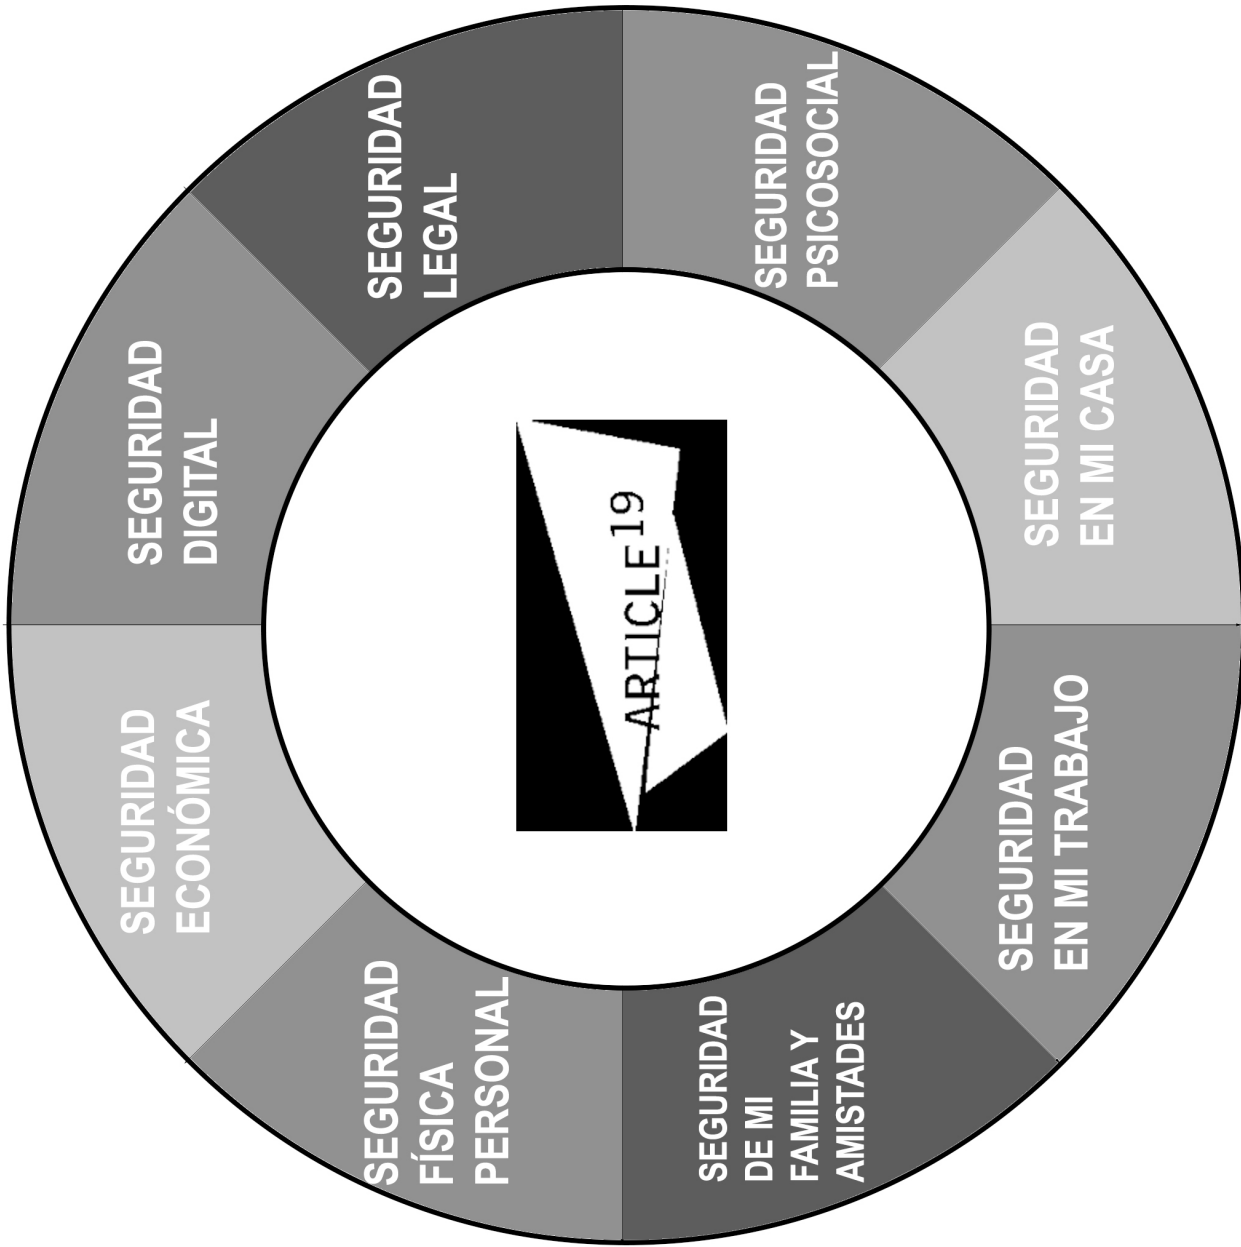 SEGURIDAD
LEGAL
SEGURIDAD
PSICOSOCIAL
SEGURIDAD
EN MI CASA
SEGURIDAD
EN MI TRABAJO
SEGURIDAD
DE MI
FAMILIA Y
AMISTADES
SEGURIDAD
FÍSICA
PERSONAL
SEGURIDAD
ECONÓMICA
SEGURIDAD
DIGITAL
ARTICLE 19